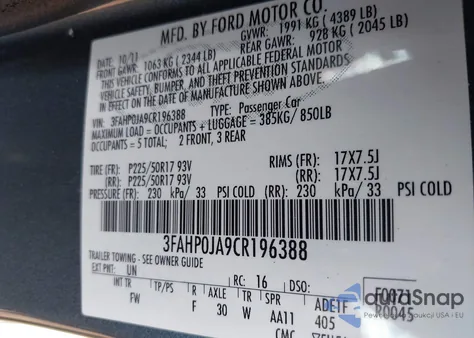 MFD. BY FORD MOTOR CO.
DATE: 10/11 GVWR: 1991 KG ( 4389 LB)
FRONT GAWR: 1063 KG ( 2344 LB) REAR GAWR: 928 KG ( 2045 LB)
THIS VEHICLE CONFORMS TO ALL APPLICABLE FEDERAL MOTOR
VEHICLE SAFETY, BUMPER, AND THEFT PREVENTION STANDARDS
IN EFFECT ON THE DATE OF MANUFACTURE SHOWN ABOVE.
VIN: 3FAHP0JA9CR196388 TYPE: Passenger Car
MAXIMUM LOAD = OCCUPANTS + LUGGAGE = 385KG/ 850LB
OCCUPANTS = 5 TOTAL; 2 FRONT, 3 REAR
TIRE (FR): P225/50R17 93V RIMS (FR): 17X7.5J
(RR): P225/50R17 93V (RR): 17X7.5J
PRESSURE (FR): 230 kPa/ 33 PSI COLD (RR): 230 kPa/ 33 PSI COLD
3FAHP0JA9CR196388
TRAILER TOWING - SEE OWNER GUIDE
EXT PNT: UN RC: 16 DSO:
INT TR TP/PS R AXLE TR SPR
FW F 30 W AA11 405
R0045